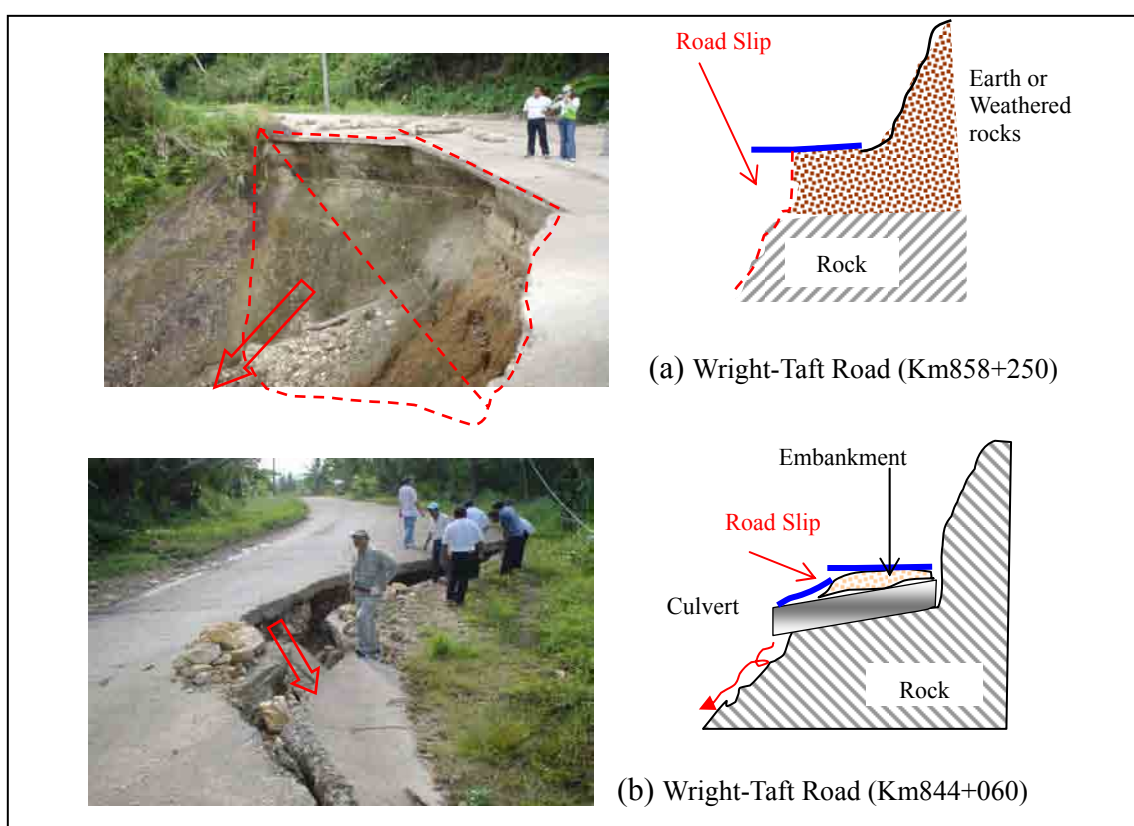 Road Slip
Earth or
Weathered
rocks
Rock
(a) Wright-Taft Road (Km858+250)
Embankment
Road Slip
Culvert
Rock
(b) Wright-Taft Road (Km844+060)